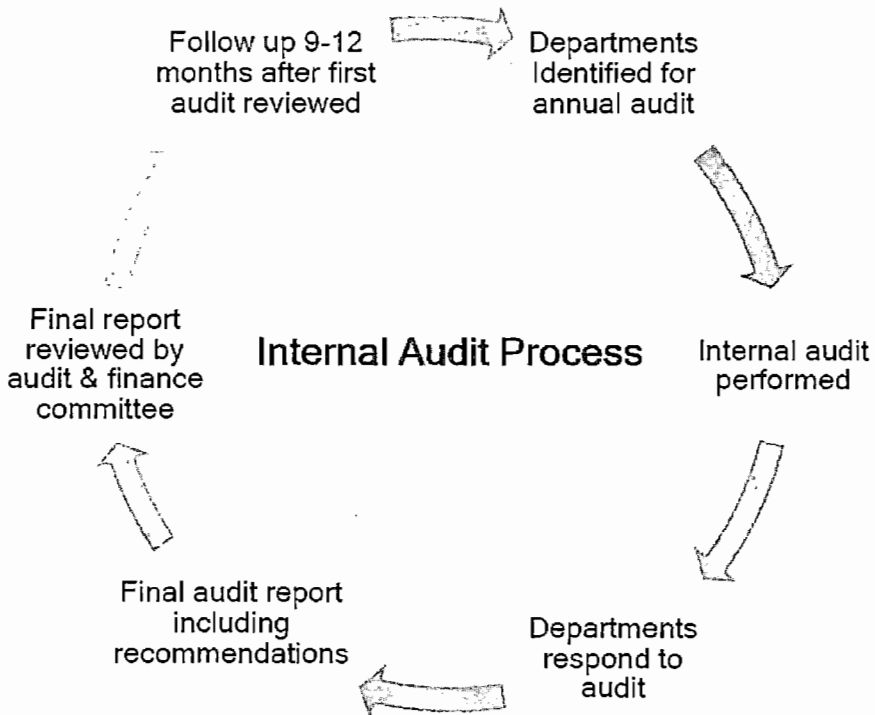 Follow up 9-12
months after first
audit reviewed
Departments
Identified for
annual audit
Internal audit
performed
Departments
respond to
audit
Final audit report
including
recommendations
Final report
reviewed by
audit & finance
committee
Internal Audit Process